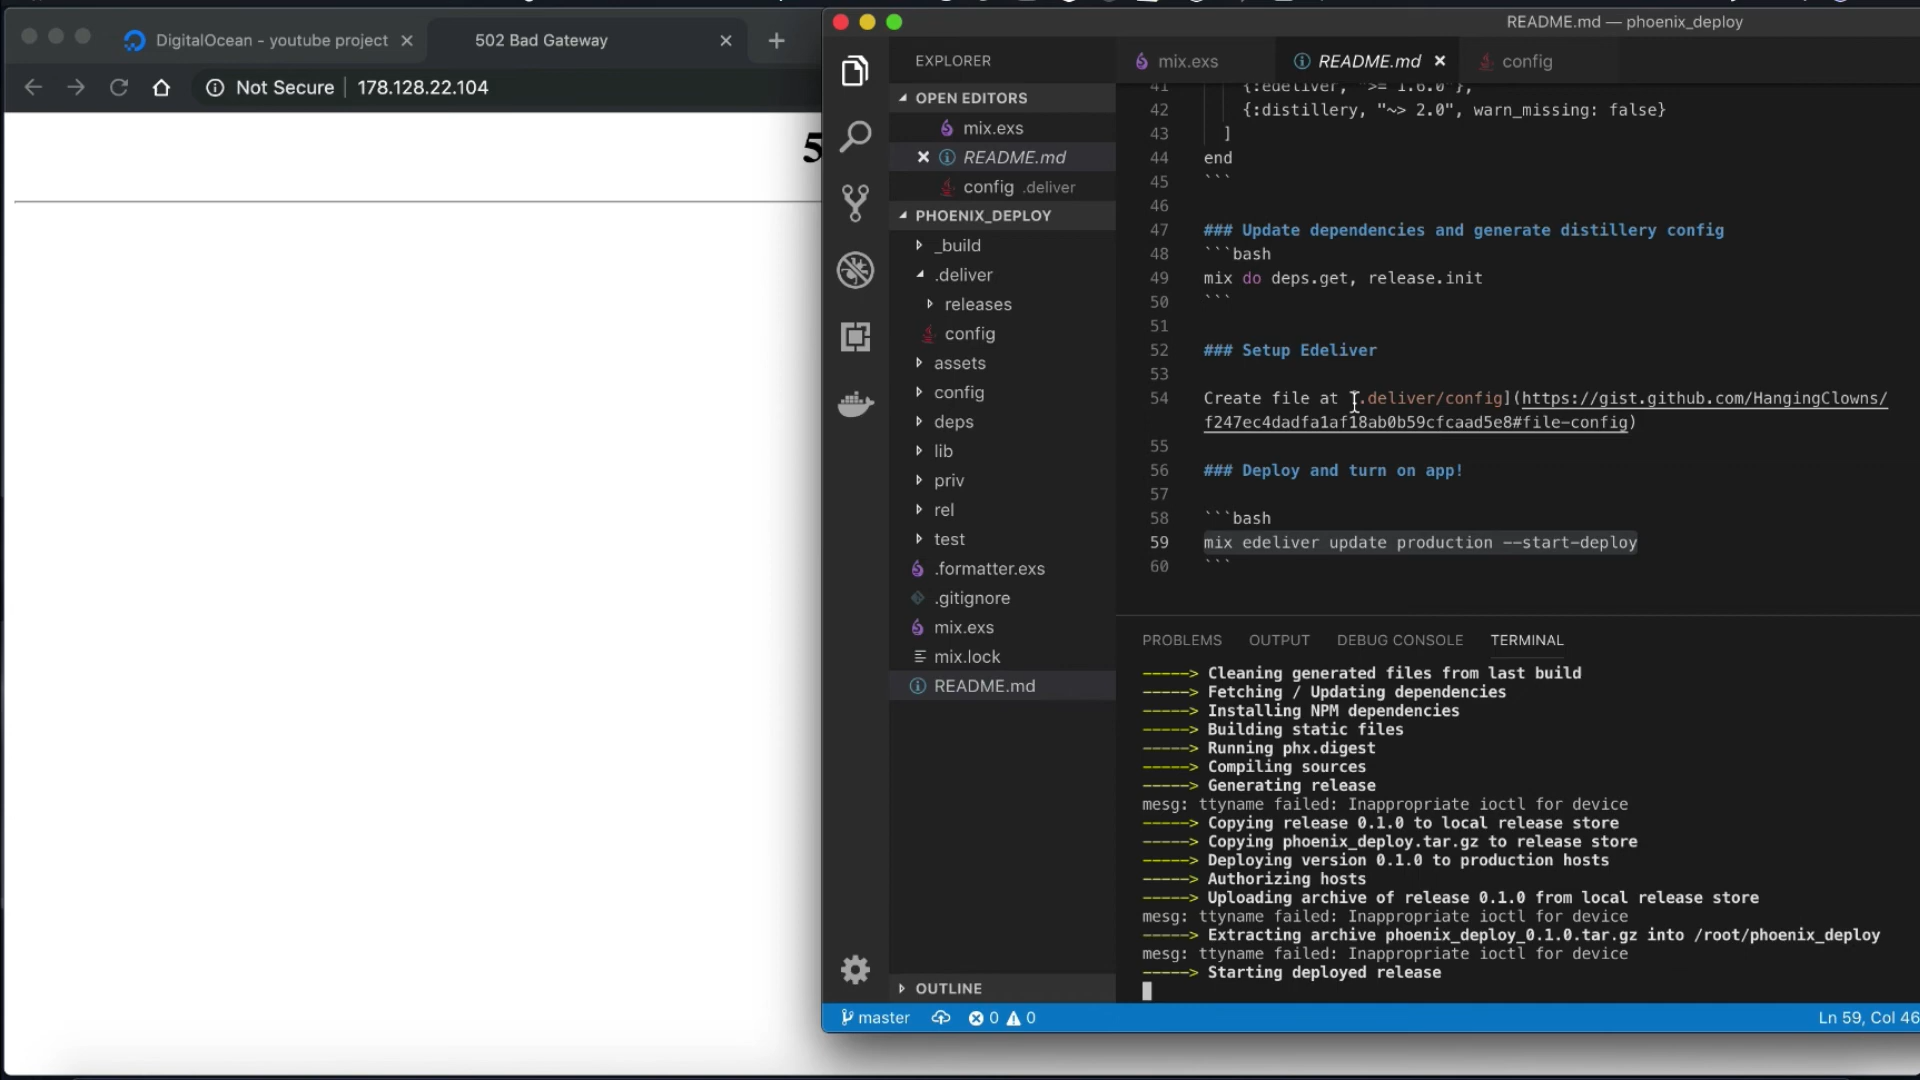 DigitalOcean - youtube project
502 Bad Gateway
Not Secure
178.128.22.104
5
README.md — phoenix_deploy
EXPLORER
OPEN EDITORS
mix.exs
README.md
config .deliver
PHOENIX_DEPLOY
_build
.deliver
releases
config
assets
config
deps
lib
priv
rel
test
.formatter.exs
.gitignore
mix.exs
mix.lock
README.md
OUTLINE
mix.exs
README.md
config
41 {:edeliver, ">= 1.6.0"},
42 {:distillery, "~> 2.0", warn_missing: false}
43 ]
44 end
45 ```
46
47 ### Update dependencies and generate distillery config
48 ```bash
49 mix do deps.get, release.init
50 ```
51
52 ### Setup Edeliver
53
54 Create file at [.deliver/config](https://gist.github.com/HangingClowns/
f247ec4dadfa1af18ab0b59cfcaad5e8#file-config)
55
56 ### Deploy and turn on app!
57
58 ```bash
59 mix edeliver update production --start-deploy
60 ```
PROBLEMS OUTPUT DEBUG CONSOLE TERMINAL
-----> Cleaning generated files from last build
-----> Fetching / Updating dependencies
-----> Installing NPM dependencies
-----> Building static files
-----> Running phx.digest
-----> Compiling sources
-----> Generating release
mesg: ttyname failed: Inappropriate ioctl for device
-----> Copying release 0.1.0 to local release store
-----> Copying phoenix_deploy.tar.gz to release store
-----> Deploying version 0.1.0 to production hosts
-----> Authorizing hosts
-----> Uploading archive of release 0.1.0 from local release store
mesg: ttyname failed: Inappropriate ioctl for device
-----> Extracting archive phoenix_deploy_0.1.0.tar.gz into /root/phoenix_deploy
mesg: ttyname failed: Inappropriate ioctl for device
-----> Starting deployed release
master 0 0
Ln 59, Col 46